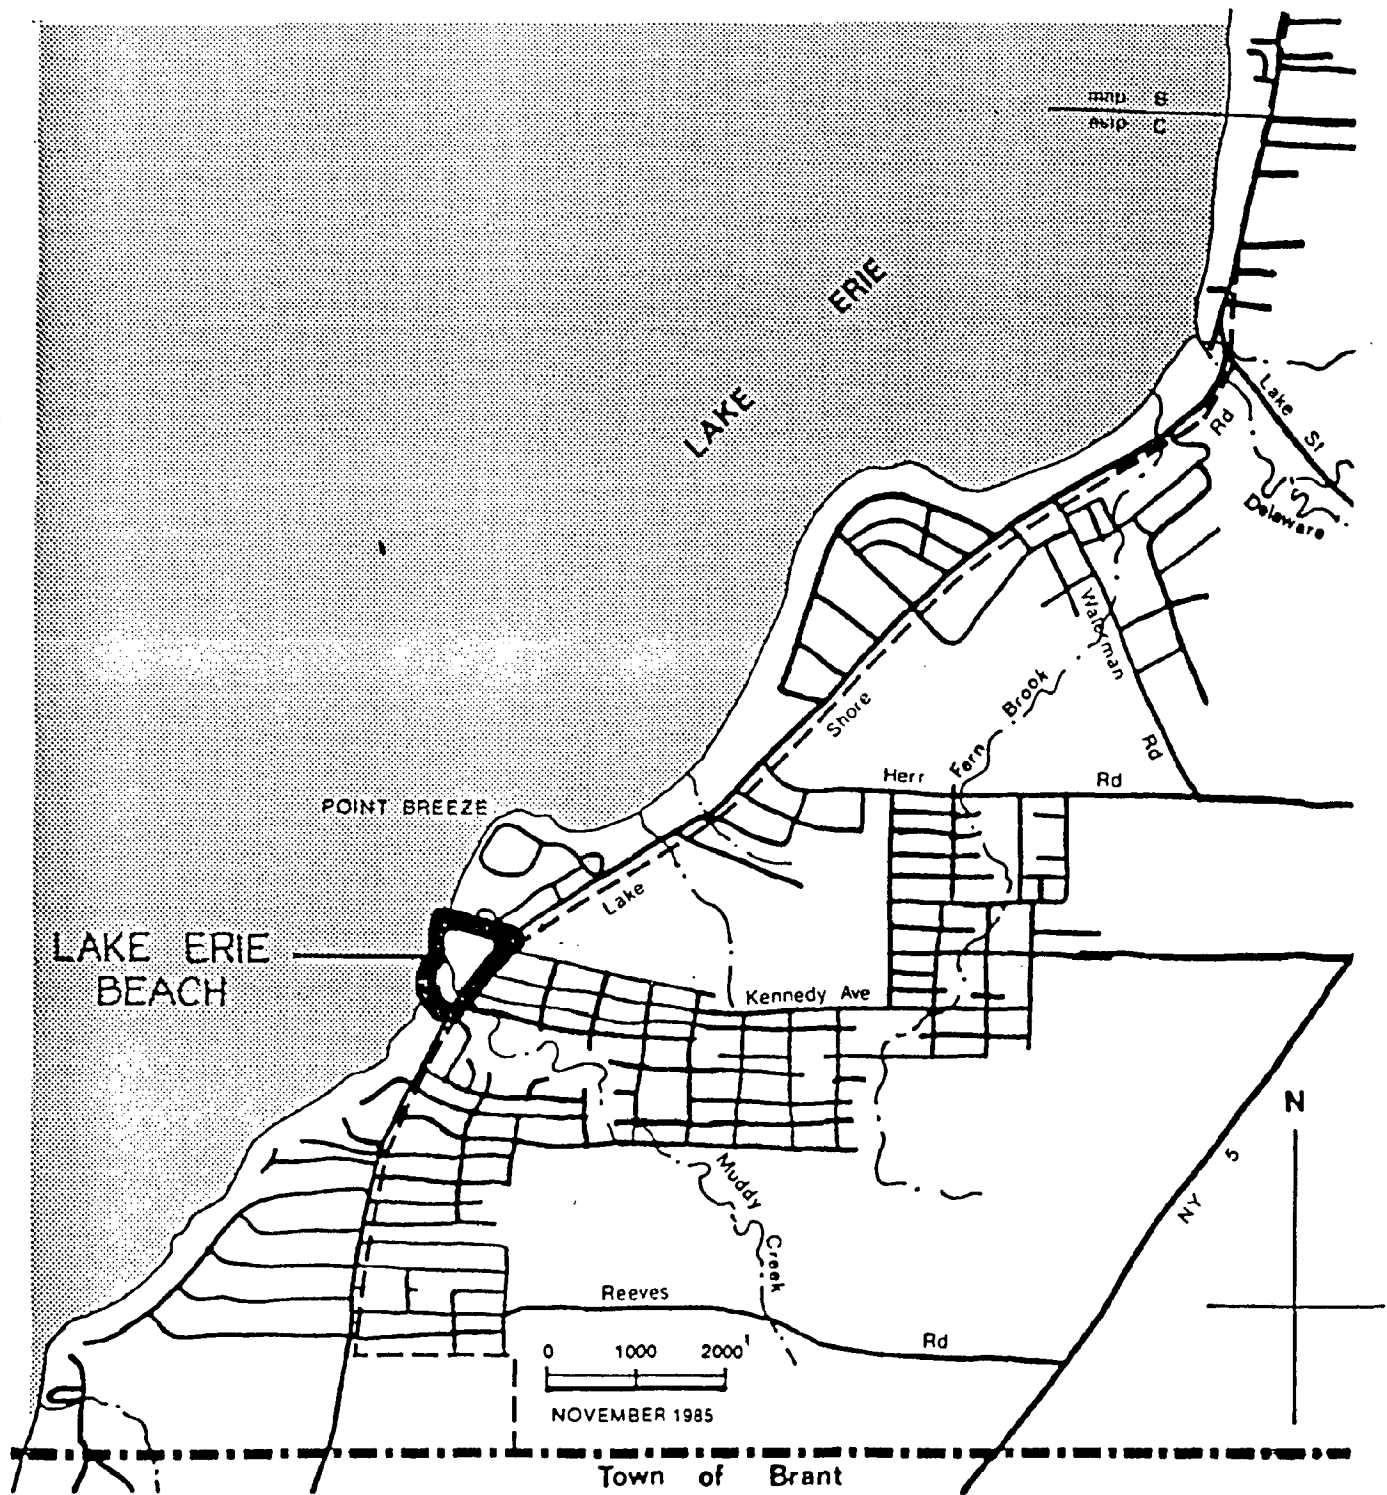 map B
map C
LAKE ERIE
Lake St
Rd
Delaware
Waterman
Rd
Shore
Fern Brook
Herr Rd
POINT BREEZE
Lake
LAKE ERIE
BEACH
Kennedy Ave
N
NY 5
Muddy Creek
Reeves Rd
0 1000 2000'
NOVEMBER 1985
Town of Brant